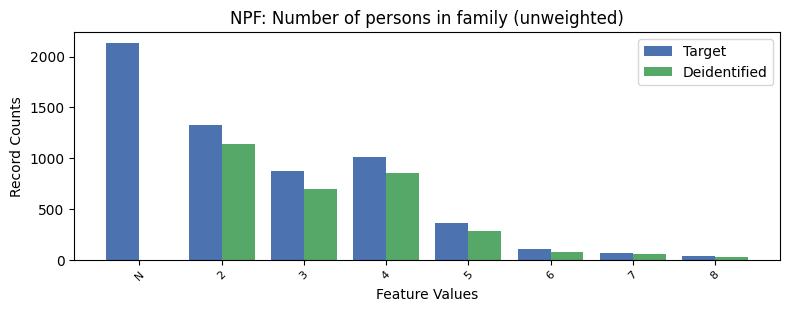 NPF: Number of persons in family (unweighted)
Target
Deidentified
Record Counts
2000
1500
1000
500
0
N 2 3 4 5 6 7 8
Feature Values